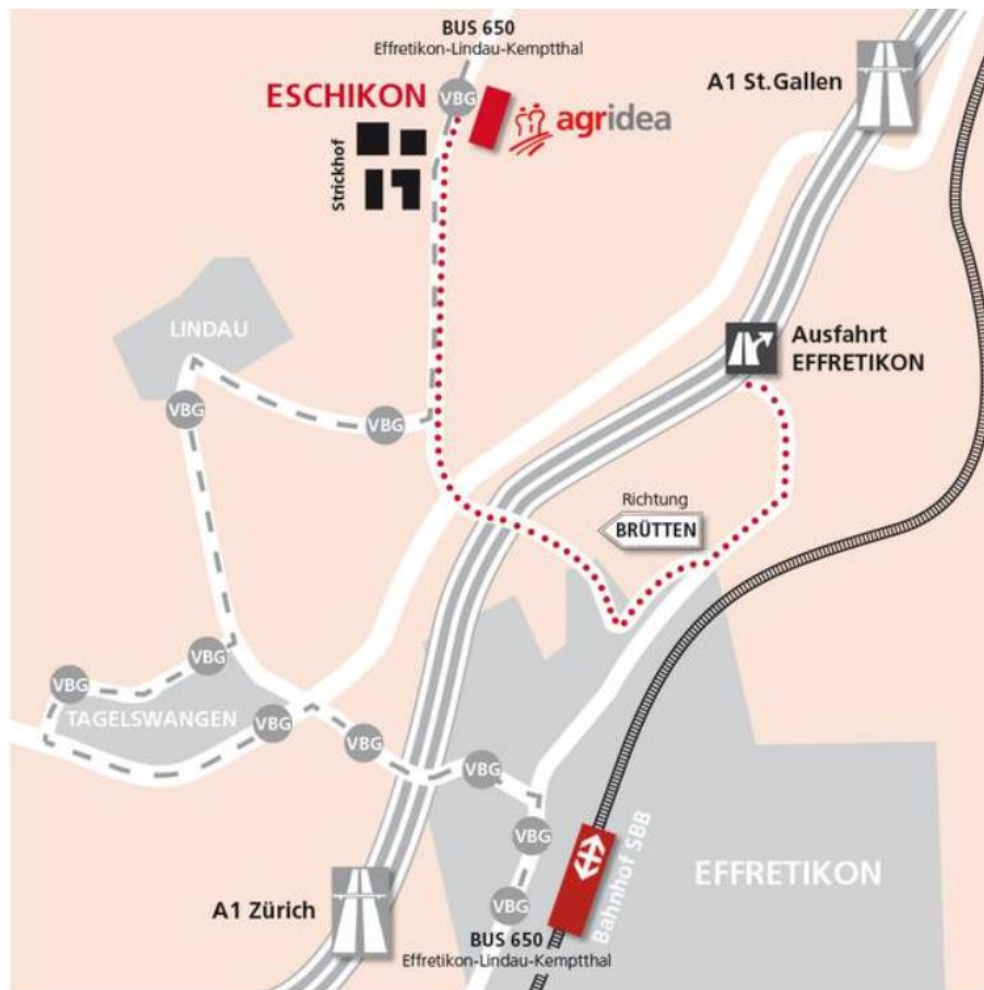 BUS 650
Effretikon-Lindau-Kemptthal
A1 St.Gallen
ESCHIKON
VBG
agridea
Strickhof
LINDAU
Ausfahrt
EFFRETIKON
VBG
VBG
Richtung
BRÜTTEN
VBG
VBG
TAGELSWANGEN
VBG
VBG
VBG
VBG
Bahnhof SBB
EFFRETIKON
A1 Zürich
VBG
BUS 650
Effretikon-Lindau-Kemptthal